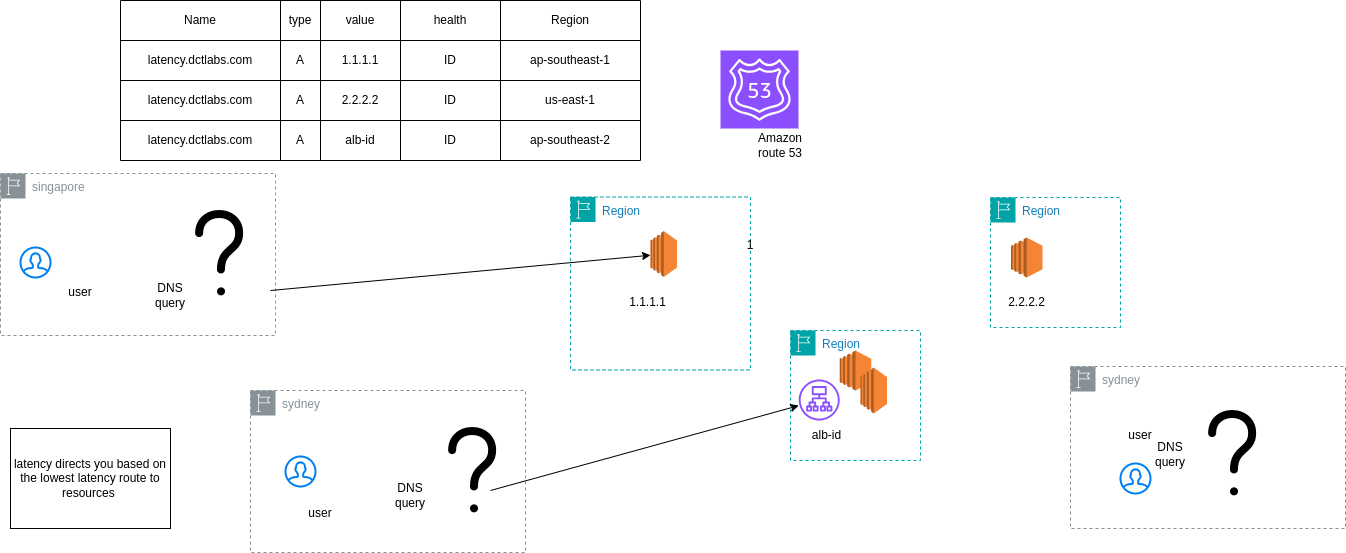 Name type value health Region
latency.dctlabs.com A 1.1.1.1 ID ap-southeast-1
latency.dctlabs.com A 2.2.2.2 ID us-east-1
latency.dctlabs.com A alb-id ID ap-southeast-2
53
Amazon
route 53
singapore
user
DNS
query
?
Region
1
1.1.1.1
Region
2.2.2.2
Region
alb-id
sydney
user
DNS
query
?
sydney
user
DNS
query
?
latency directs you based on
the lowest latency route to
resources